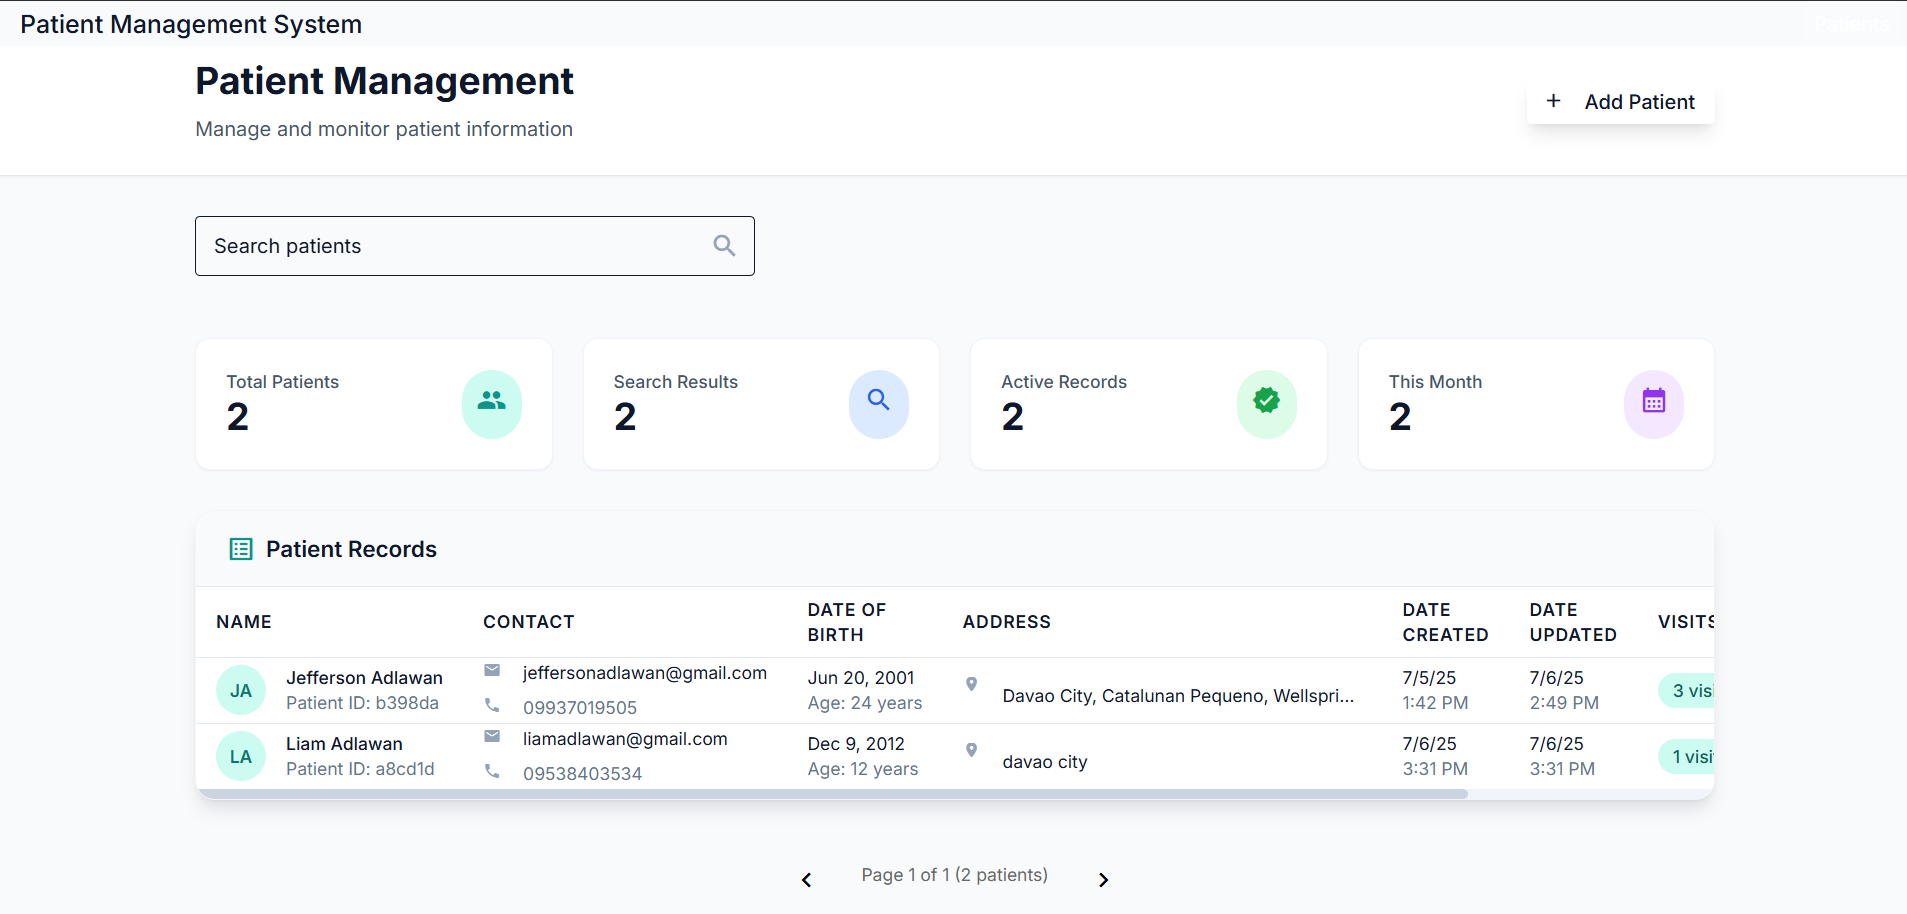 Patient Management System
Patients
Patient Management
Manage and monitor patient information
+ Add Patient
Search patients
Total Patients
2
Search Results
2
Active Records
2
This Month
2
Patient Records
NAME CONTACT DATE OF BIRTH ADDRESS DATE CREATED DATE UPDATED VISITS
JA Jefferson Adlawan jeffersonadlawan@gmail.com Jun 20, 2001 Davao City, Catalunan Pequeno, Wellspri... 7/5/25 7/6/25 3 visi
Patient ID: b398da 09937019505 Age: 24 years 1:42 PM 2:49 PM
LA Liam Adlawan liamadlawan@gmail.com Dec 9, 2012 davao city 7/6/25 7/6/25 1 visi
Patient ID: a8cd1d 09538403534 Age: 12 years 3:31 PM 3:31 PM
Page 1 of 1 (2 patients)